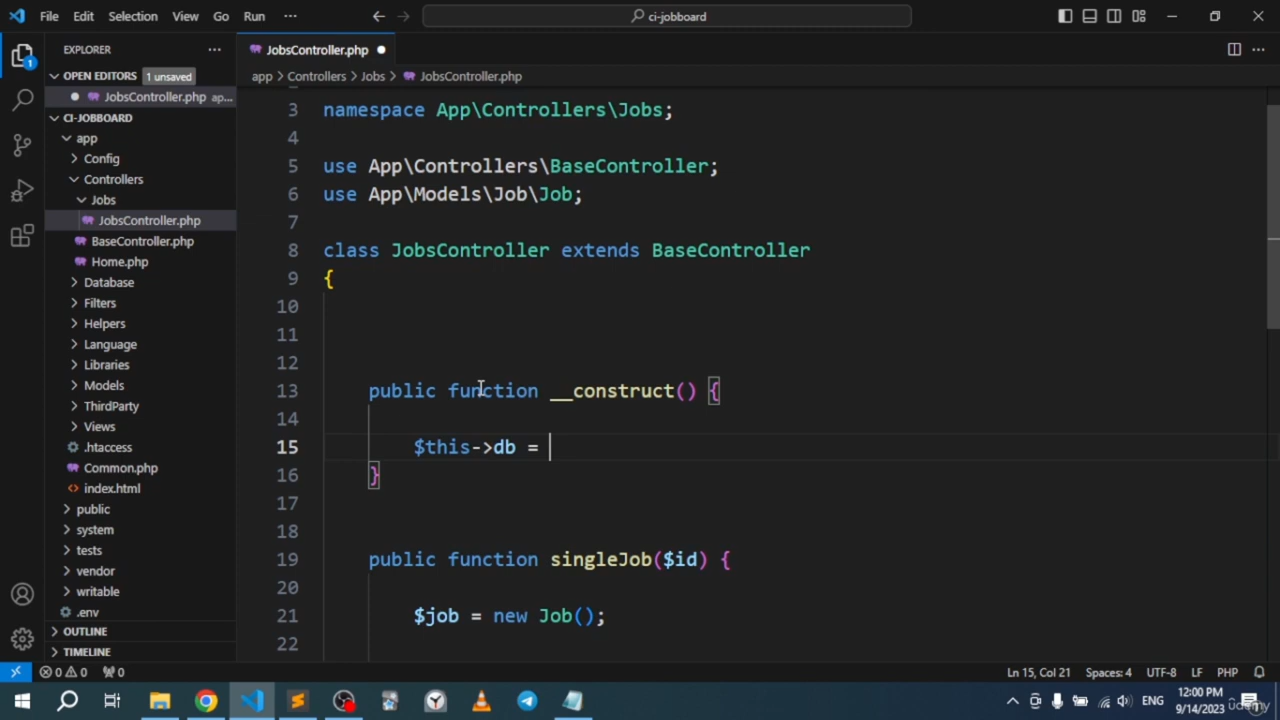 File Edit Selection View Go Run ··· ci-jobboard
EXPLORER ···
OPEN EDITORS 1 unsaved
JobsController.php ap...
CI-JOBBOARD
app
Config
Controllers
Jobs
JobsController.php
BaseController.php
Home.php
Database
Filters
Helpers
Language
Libraries
Models
ThirdParty
Views
.htaccess
Common.php
index.html
public
system
tests
vendor
writable
.env
OUTLINE
TIMELINE
JobsController.php
app > Controllers > Jobs > JobsController.php
3 namespace App\Controllers\Jobs;
4
5 use App\Controllers\BaseController;
6 use App\Models\Job\Job;
7
8 class JobsController extends BaseController
9 {
10
11
12
13 public function __construct() {
14
15 $this->db =
16 }
17
18
19 public function singleJob($id) {
20
21 $job = new Job();
22
1
0 0 0
Ln 15, Col 21 Spaces: 4 UTF-8 LF PHP
ENG 12:00 PM
9/14/2023
udemy